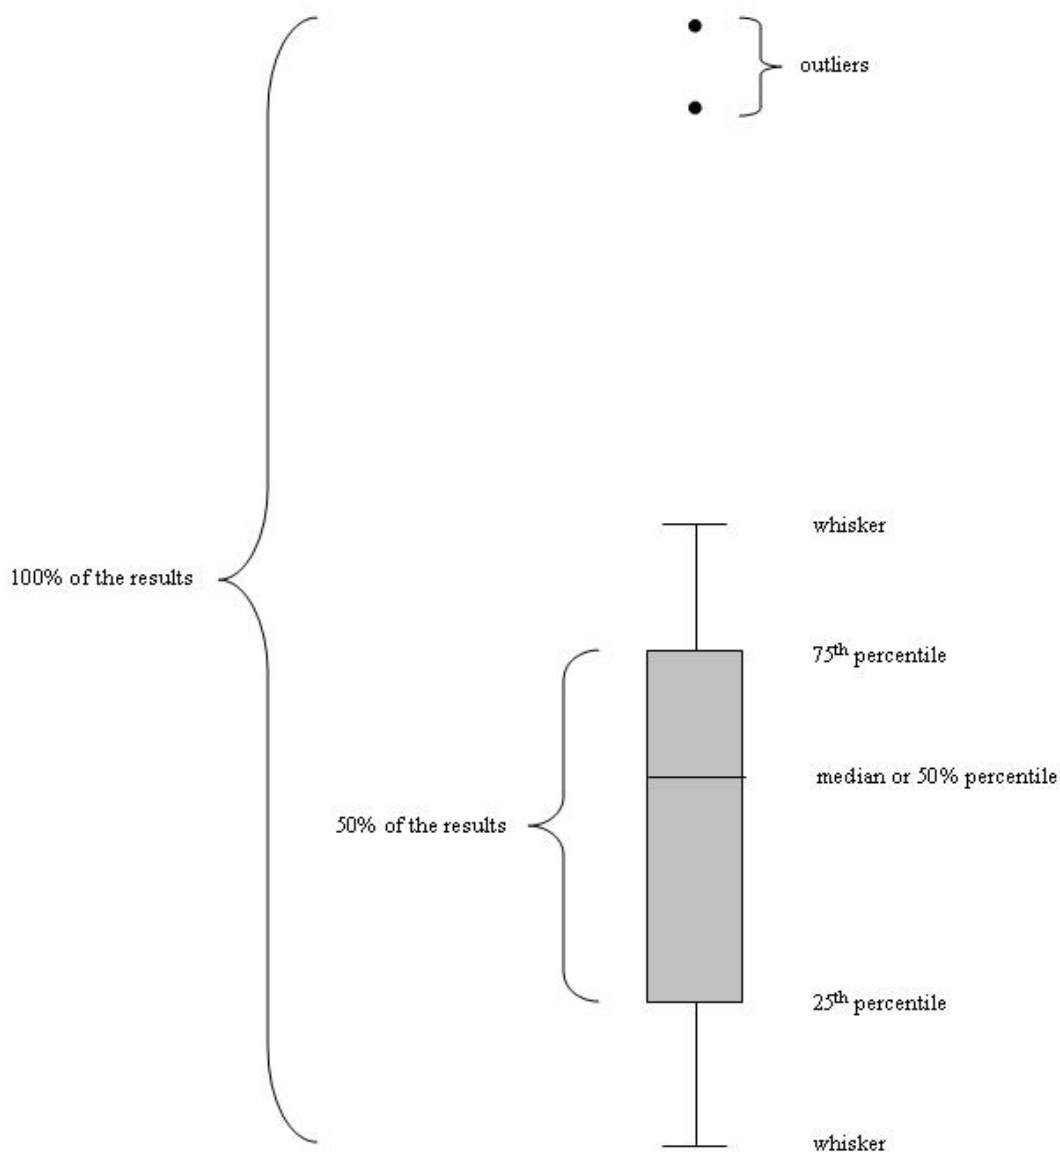 outliers
whisker
100% of the results
75th percentile
median or 50% percentile
50% of the results
25th percentile
whisker